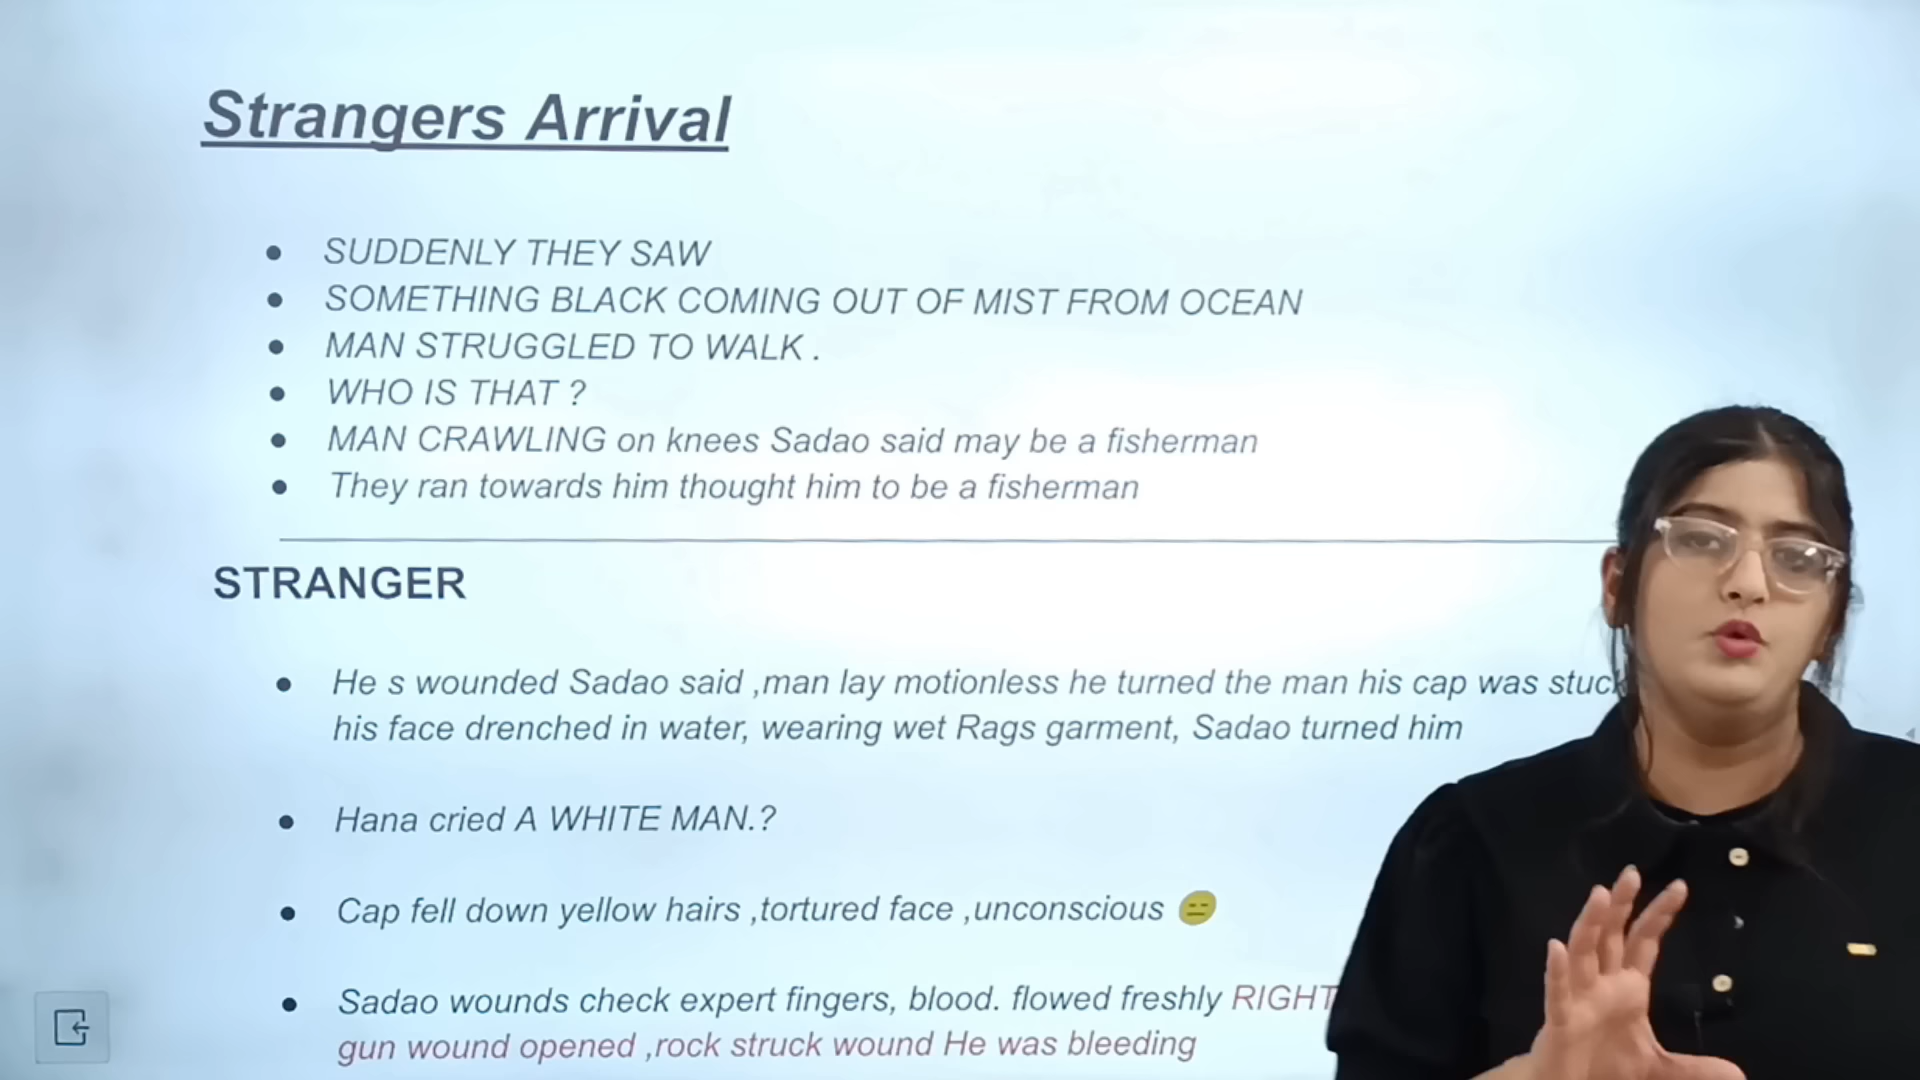 Strangers Arrival
● SUDDENLY THEY SAW
● SOMETHING BLACK COMING OUT OF MIST FROM OCEAN
● MAN STRUGGLED TO WALK .
● WHO IS THAT ?
● MAN CRAWLING on knees Sadao said may be a fisherman
● They ran towards him thought him to be a fisherman
STRANGER
● He s wounded Sadao said ,man lay motionless he turned the man his cap was
his face drenched in water, wearing wet Rags garment, Sadao turned him
● Hana cried A WHITE MAN.?
● Cap fell down yellow hairs ,tortured face ,unconscious 😑
● Sadao wounds check expert fingers, blood. flowed freshly RIGHT
gun wound opened ,rock struck wound He was bleeding